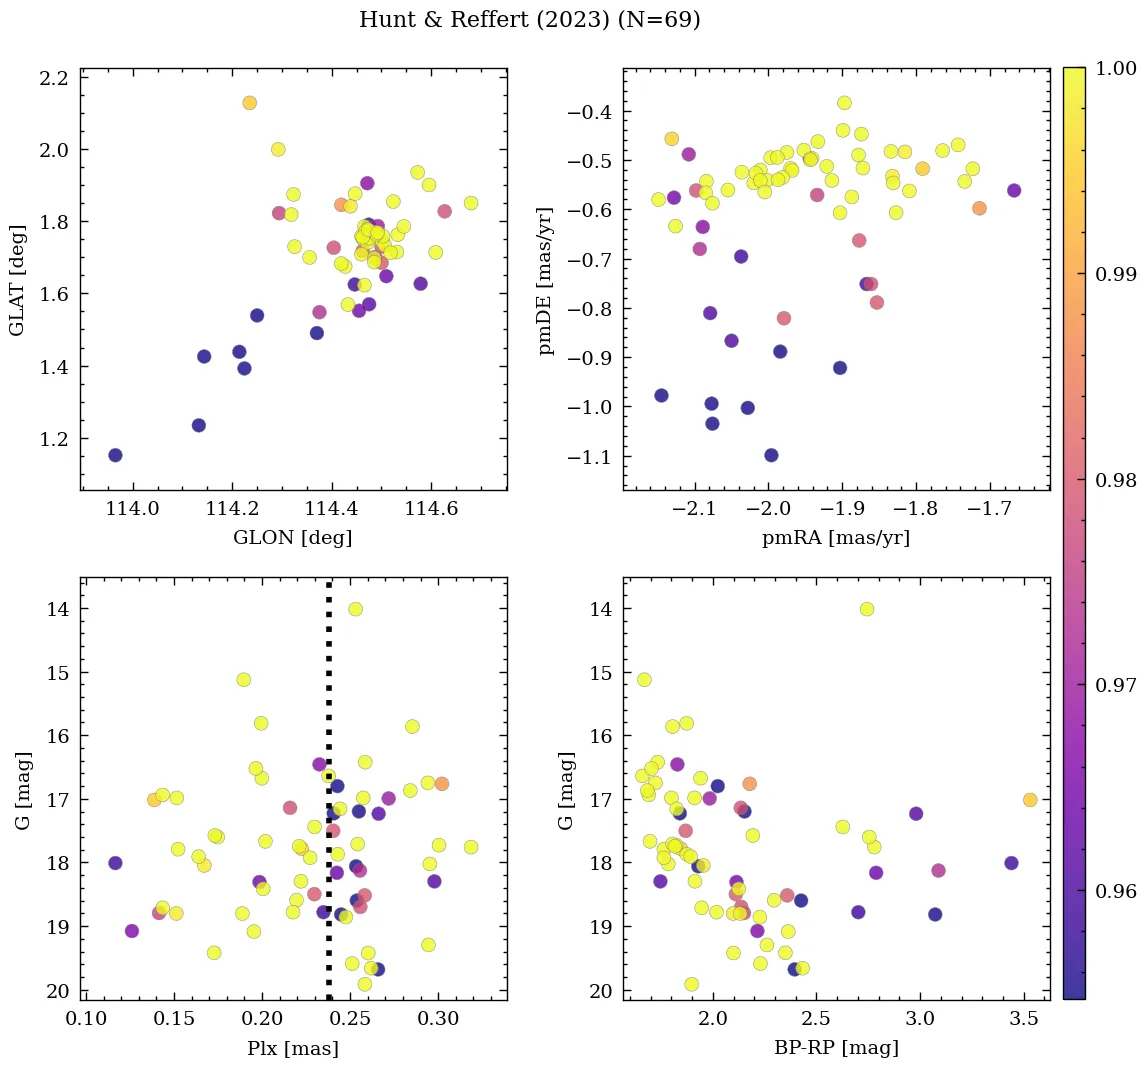 Hunt & Reffert (2023) (N=69)
2.2
2.0
1.8
1.6
1.4
1.2
GLAT [deg]
114.0 114.2 114.4 114.6
GLON [deg]
−0.4
−0.5
−0.6
−0.7
−0.8
−0.9
−1.0
−1.1
pmDE [mas/yr]
−2.1 −2.0 −1.9 −1.8 −1.7
pmRA [mas/yr]
14
15
16
17
18
19
20
G [mag]
0.10 0.15 0.20 0.25 0.30
Plx [mas]
14
15
16
17
18
19
20
G [mag]
2.0 2.5 3.0 3.5
BP-RP [mag]
1.00
0.99
0.98
0.97
0.96